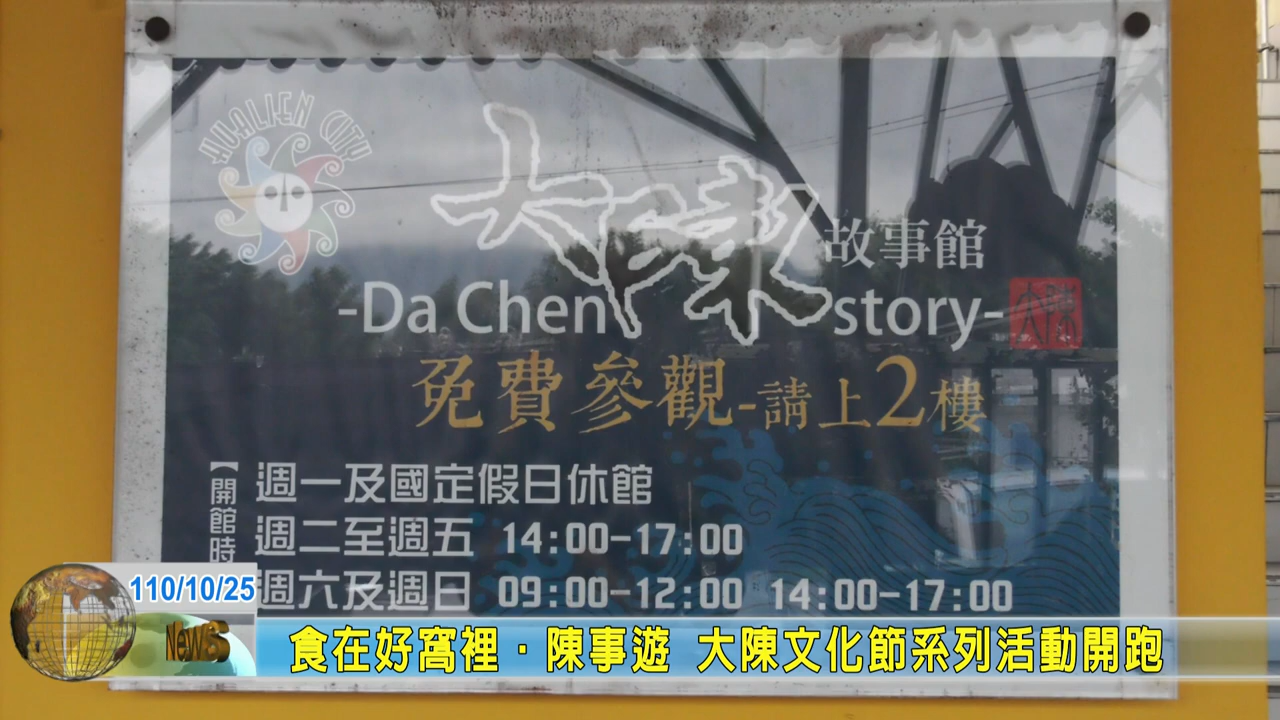 HUALIEN CITY
大陳
故事館
-Da Chen story-
大陳
免費參觀-請上2樓
【開館時
週一及國定假日休館
週二至週五 14:00-17:00
週六及週日 09:00-12:00 14:00-17:00
110/10/25
News
食在好窩裡·陳事遊 大陳文化節系列活動開跑